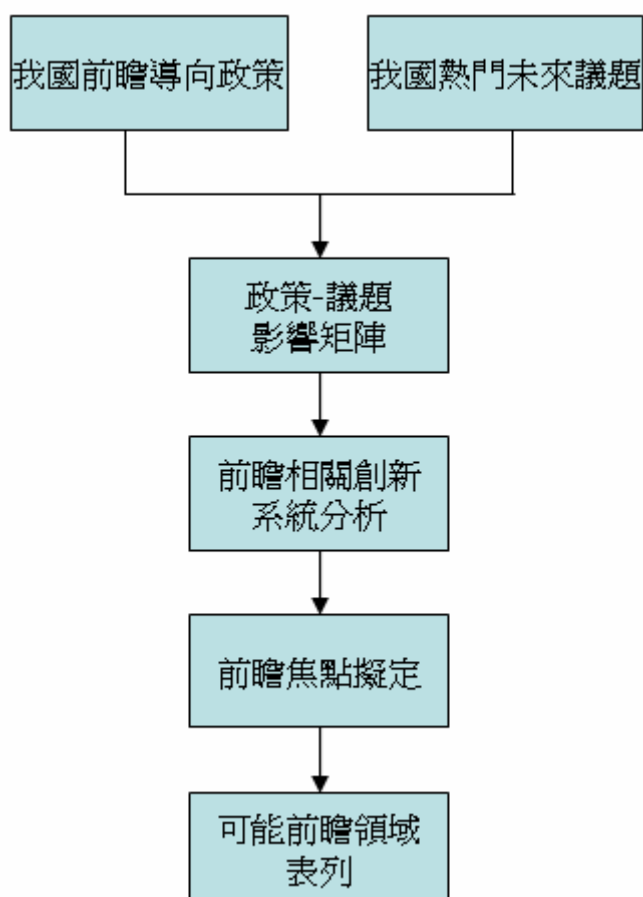 我國前瞻導向政策
我國熱門未來議題
政策-議題
影響矩陣
前瞻相關創新
系統分析
前瞻焦點擬定
可能前瞻領域
表列